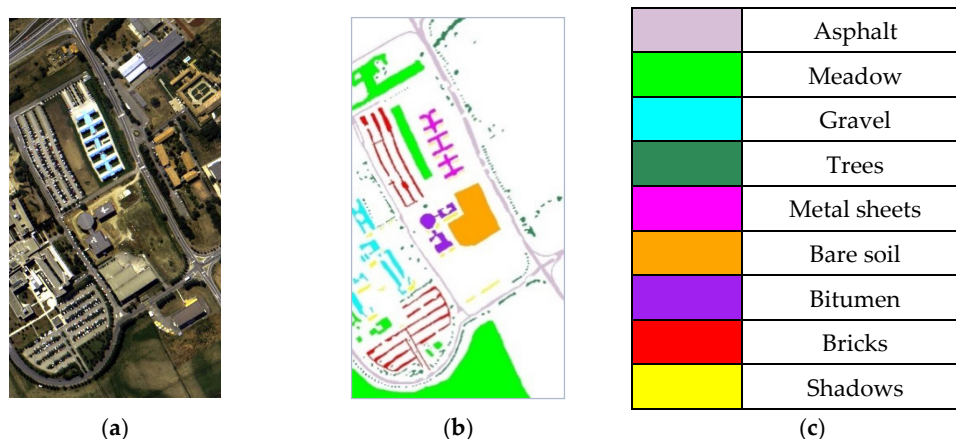 Asphalt
Meadow
Gravel
Trees
Metal sheets
Bare soil
Bitumen
Bricks
Shadows
(a)
(b)
(c)